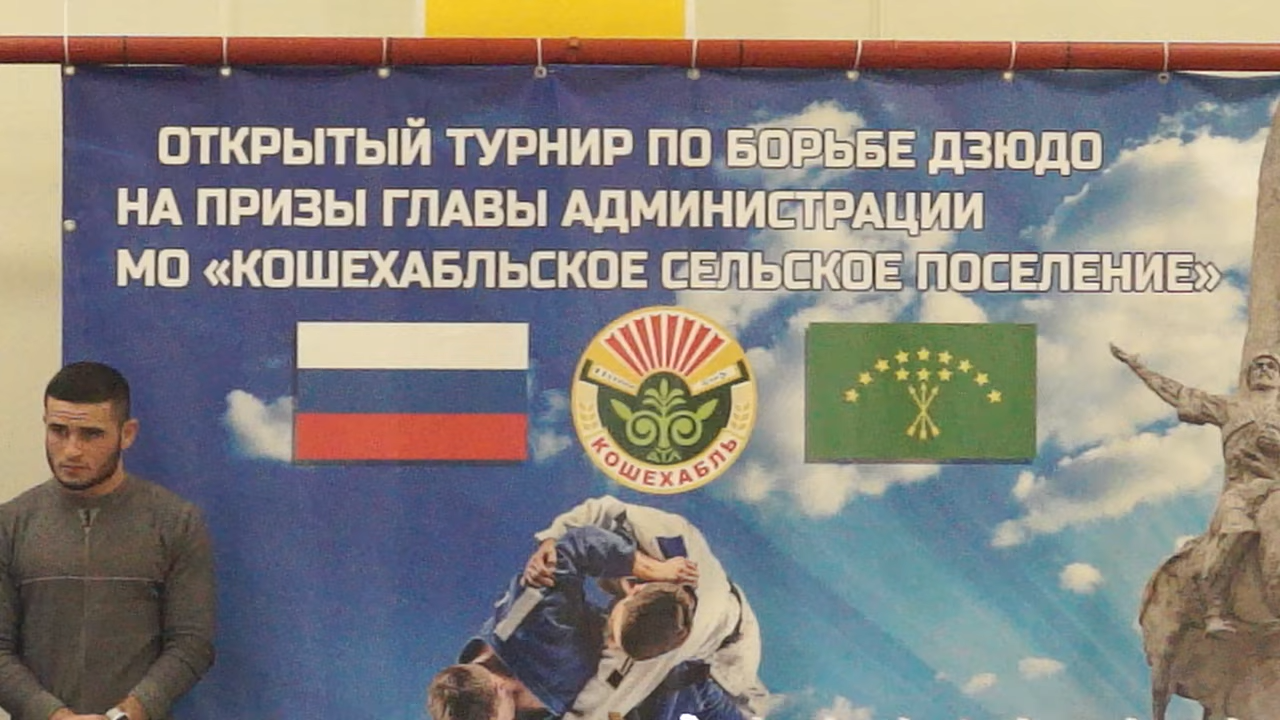 ОТКРЫТЫЙ ТУРНИР ПО БОРЬБЕ ДЗЮДО
НА ПРИЗЫ ГЛАВЫ АДМИНИСТРАЦИИ
МО «КОШЕХАБЛЬСКОЕ СЕЛЬСКОЕ ПОСЕЛЕНИЕ»
КОШЕХАБЛЬ